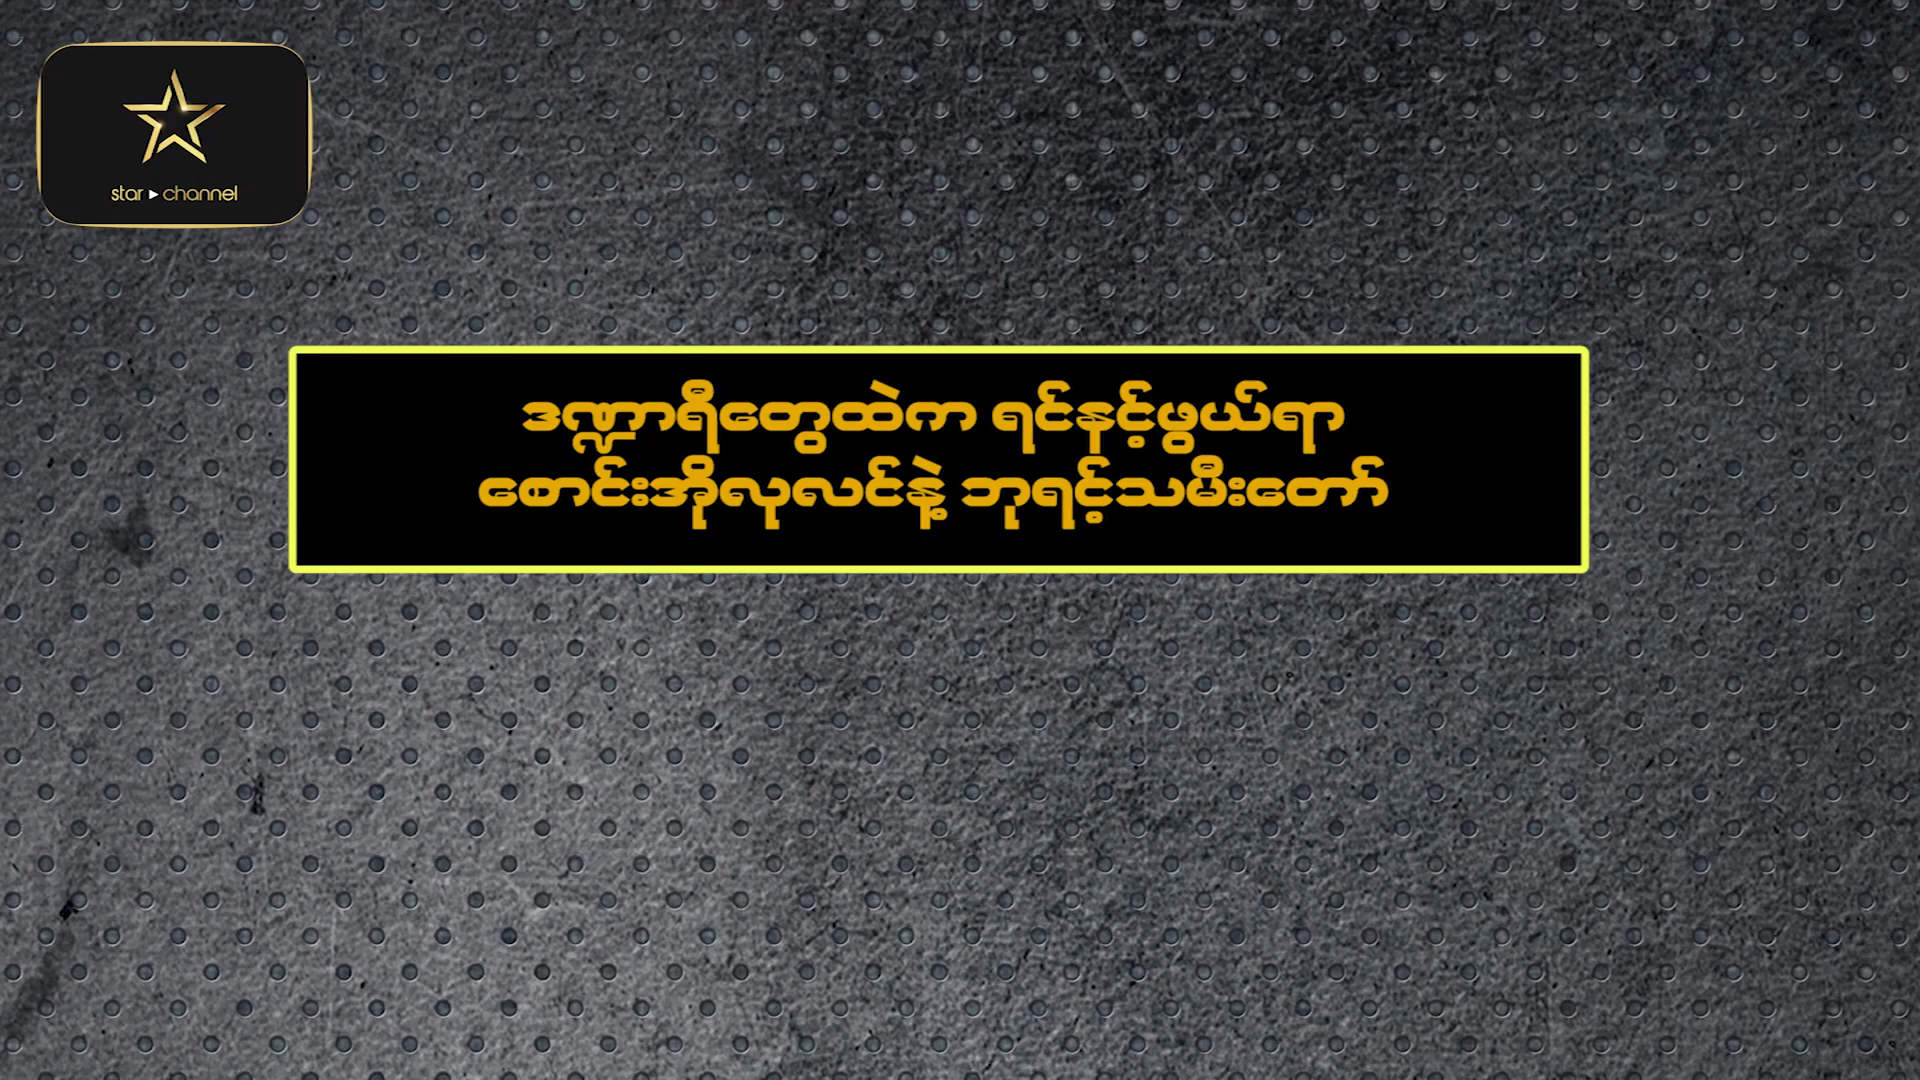 star channel
ဒဏ္ဍာရီတွေထဲက ရင်နင့်ဖွယ်ရာ
စောင်းအိုလုလင်နဲ့ ဘုရင့်သမီးတော်